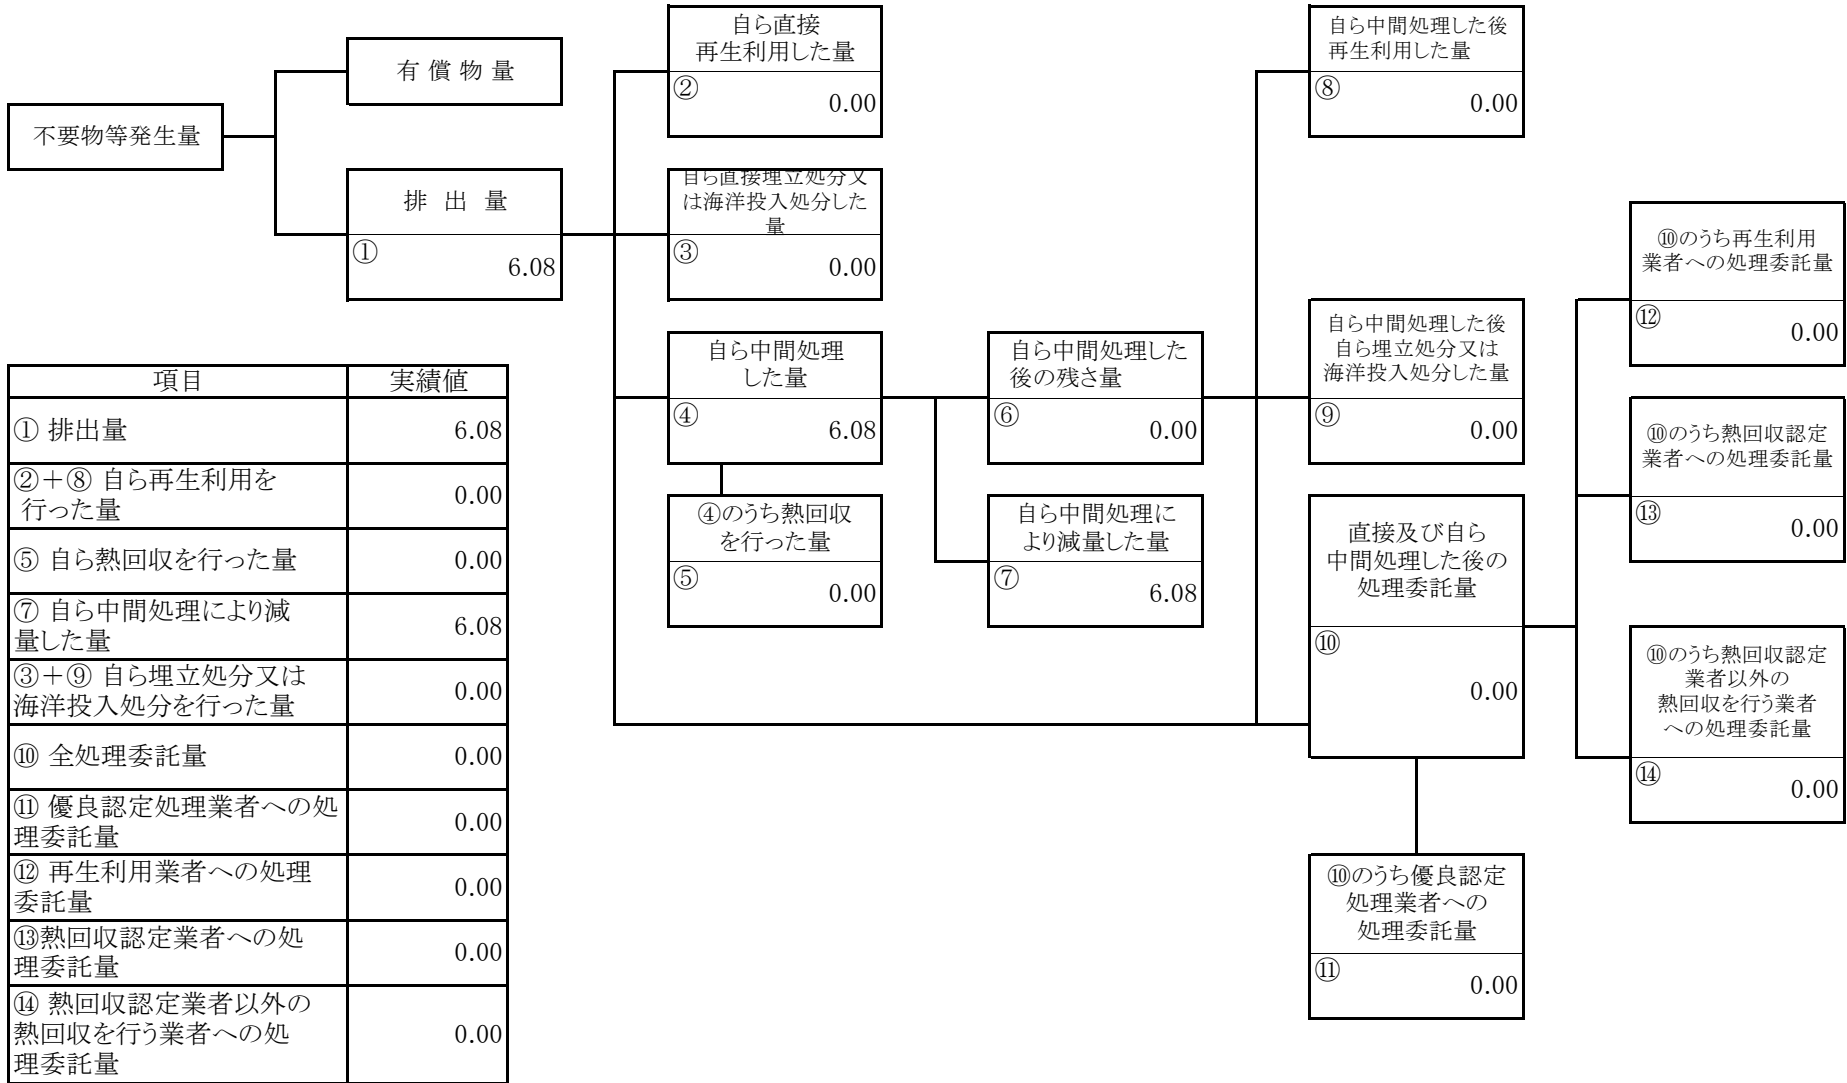 不要物等発生量
有 償 物 量
排 出 量
①
6.08
自ら直接
再生利用した量
②
0.00
自ら直接埋立処分又
は海洋投入処分した
量
③
0.00
自ら中間処理
した量
④
6.08
④のうち熱回収
を行った量
⑤
0.00
自ら中間処理した
後の残さ量
⑥
0.00
自ら中間処理に
より減量した量
⑦
6.08
自ら中間処理した後
再生利用した量
⑧
0.00
自ら中間処理した後
自ら埋立処分又は
海洋投入処分した量
⑨
0.00
直接及び自ら
中間処理した後の
処理委託量
⑩
0.00
⑩のうち優良認定
処理業者への
処理委託量
⑪
0.00
⑩のうち再生利用
業者への処理委託量
⑫
0.00
⑩のうち熱回収認定
業者への処理委託量
⑬
0.00
⑩のうち熱回収認定
業者以外の
熱回収を行う業者
への処理委託量
⑭
0.00
項目 実績値
① 排出量 6.08
②+⑧ 自ら再生利用を
行った量 0.00
⑤ 自ら熱回収を行った量 0.00
⑦ 自ら中間処理により減
量した量 6.08
③+⑨ 自ら埋立処分又は
海洋投入処分を行った量 0.00
⑩ 全処理委託量 0.00
⑪ 優良認定処理業者への処
理委託量 0.00
⑫ 再生利用業者への処理
委託量 0.00
⑬熱回収認定業者への処
理委託量 0.00
⑭ 熱回収認定業者以外の
熱回収を行う業者への処
理委託量 0.00